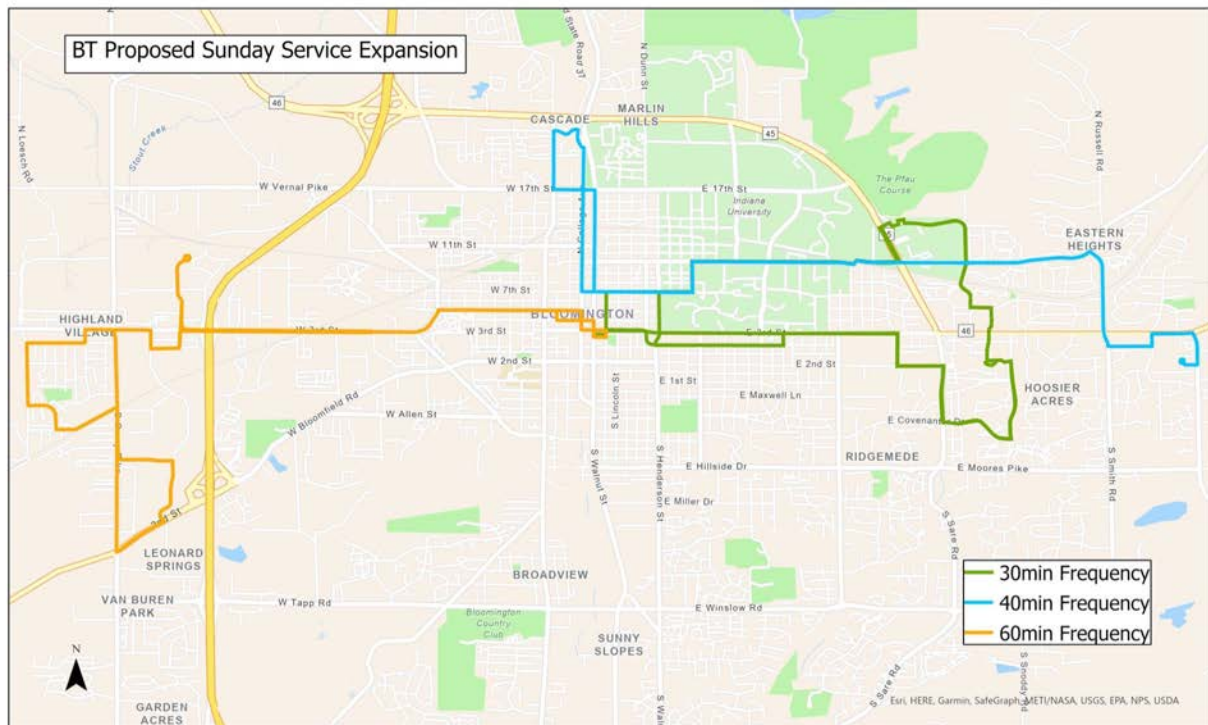 BT Proposed Sunday Service Expansion
d State Road 37
N Dunn St
46
MARLIN
HILLS
CASCADE
45
N Loesch Rd
Stout Creek
N Russell Rd
The Pfau
Course
W Vernal Pike
W 17th St
E 17th St
Indiana
University
N College A
EASTERN
HEIGHTS
W 11th St
W 7th St
HIGHLAND
VILLAGE
BLOOMINGTON
W 3rd St
E 3rd St
46
W 2nd St
E 2nd St
E 1st St
HOOSIER
ACRES
S Lincoln St
E Maxwell Ln
W Bloomfield Rd
W Allen St
E Covenanter Dr
S Walnut St
S Henderson St
E Hillside Dr
RIDGEMEDE
E Moores Pike
S Smith Rd
E Miller Dr
2nd St
S Sare Rd
LEONARD
SPRINGS
30min Frequency
40min Frequency
60min Frequency
BROADVIEW
VAN BUREN
PARK
W Tapp Rd
E Winslow Rd
Bloomington
Country
Club
SUNNY
SLOPES
N
S Sare Rd
S Snoddy Rd
S Wal
GARDEN
ACRES
Esri, HERE, Garmin, SafeGraph, METI/NASA, USGS, EPA, NPS, USDA